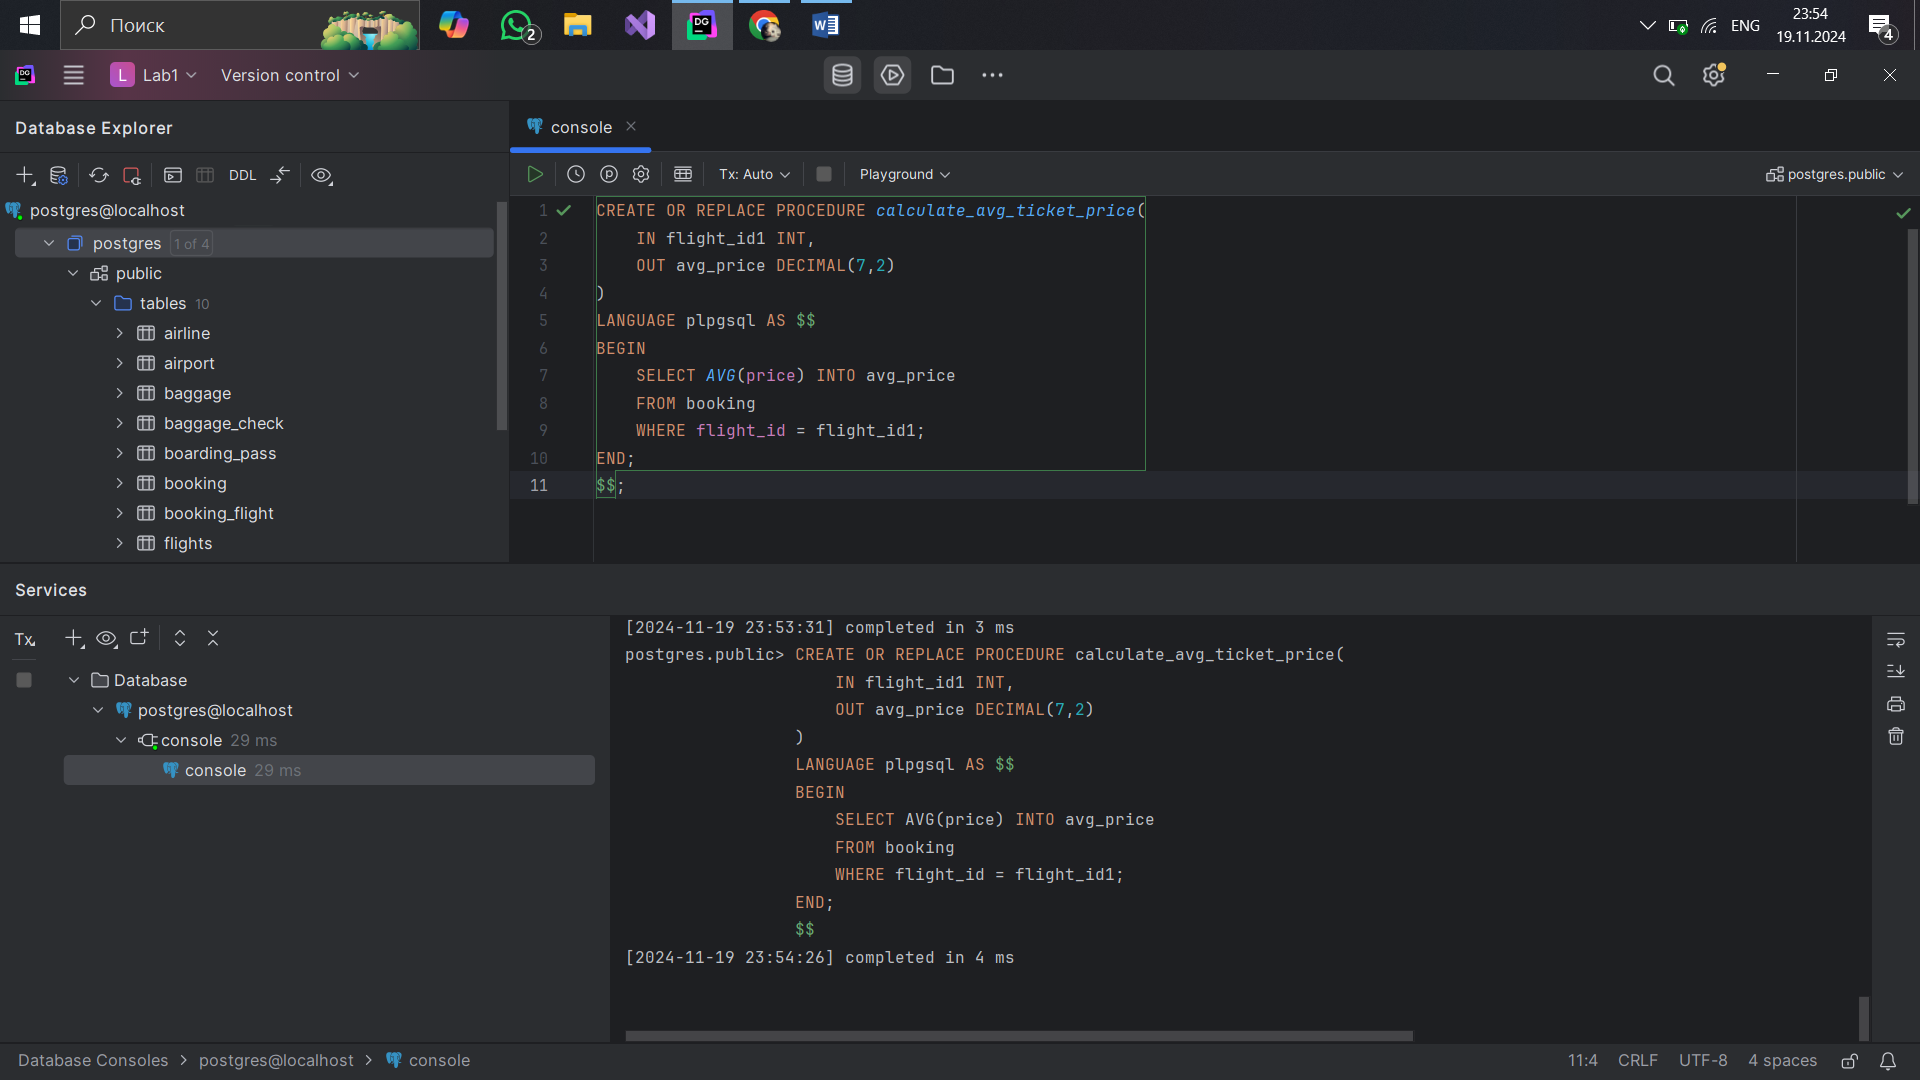 Поиск
2
DG
ENG
23:54
19.11.2024
4
DG
L Lab1
Version control
Database Explorer
console
DDL
Tx: Auto
Playground
postgres.public
postgres@localhost
postgres 1 of 4
public
tables 10
airline
airport
baggage
baggage_check
boarding_pass
booking
booking_flight
flights
1 CREATE OR REPLACE PROCEDURE calculate_avg_ticket_price(
2 IN flight_id1 INT,
3 OUT avg_price DECIMAL(7,2)
4 )
5 LANGUAGE plpgsql AS $$
6 BEGIN
7 SELECT AVG(price) INTO avg_price
8 FROM booking
9 WHERE flight_id = flight_id1;
10 END;
11 $$;
Services
Tx
Database
postgres@localhost
console 29 ms
console 29 ms
[2024-11-19 23:53:31] completed in 3 ms
postgres.public> CREATE OR REPLACE PROCEDURE calculate_avg_ticket_price(
IN flight_id1 INT,
OUT avg_price DECIMAL(7,2)
)
LANGUAGE plpgsql AS $$
BEGIN
SELECT AVG(price) INTO avg_price
FROM booking
WHERE flight_id = flight_id1;
END;
$$
[2024-11-19 23:54:26] completed in 4 ms
Database Consoles > postgres@localhost > console
11:4 CRLF UTF-8 4 spaces